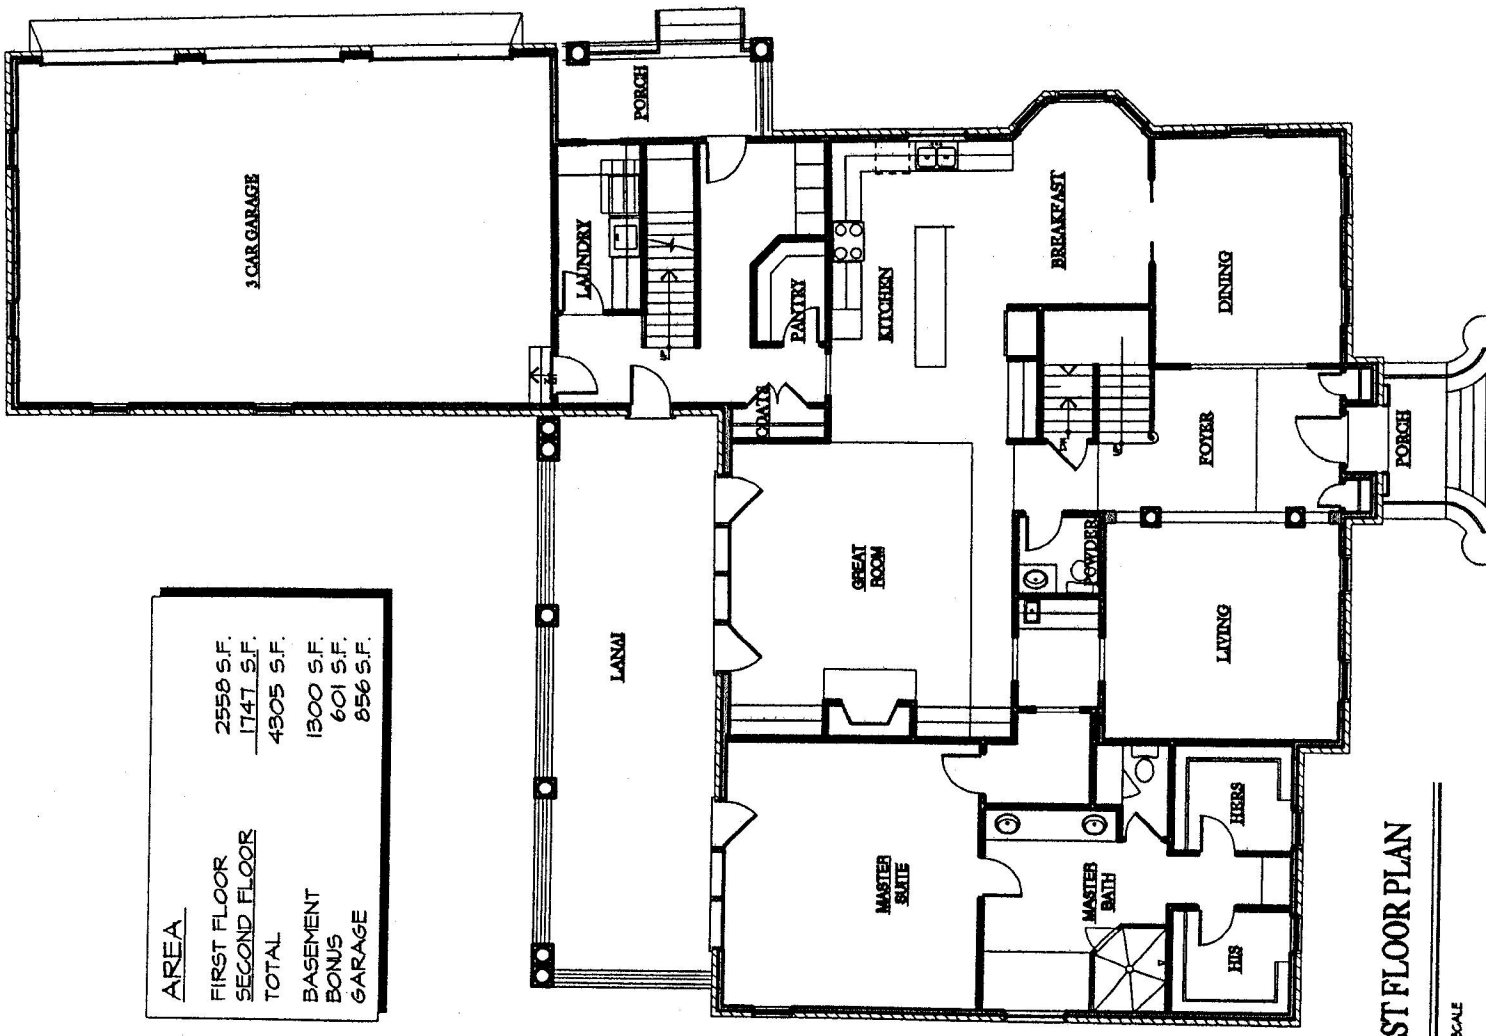 AREA
FIRST FLOOR 2558 S.F.
SECOND FLOOR 1747 S.F.
TOTAL 4305 S.F.
BASEMENT 1300 S.F.
BONUS 601 S.F.
GARAGE 856 S.F.
3 CAR GARAGE
PORCH
LAUNDRY
PANTRY
COATS
KITCHEN
BREAKFAST
DINING
LANAI
GREAT
ROOM
POWDER
FOYER
PORCH
LIVING
MASTER
SUITE
MASTER
BATH
HERS
HIS
ST FLOOR PLAN
SCALE